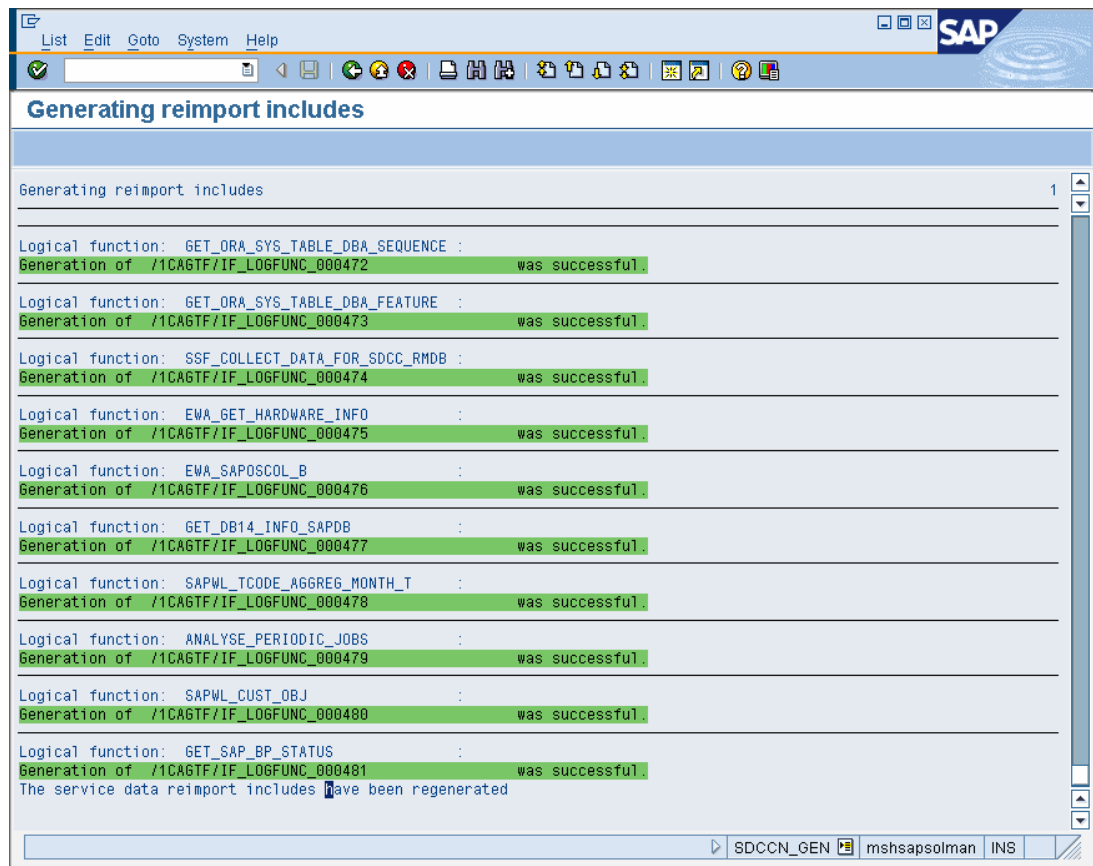 List Edit Goto System Help
SAP
Generating reimport includes
Generating reimport includes 1
Logical function: GET_ORA_SYS_TABLE_DBA_SEQUENCE :
Generation of /1CAGTF/IF_LOGFUNC_000472 was successful.
Logical function: GET_ORA_SYS_TABLE_DBA_FEATURE :
Generation of /1CAGTF/IF_LOGFUNC_000473 was successful.
Logical function: SSF_COLLECT_DATA_FOR_SDCC_RMDB :
Generation of /1CAGTF/IF_LOGFUNC_000474 was successful.
Logical function: EWA_GET_HARDWARE_INFO :
Generation of /1CAGTF/IF_LOGFUNC_000475 was successful.
Logical function: EWA_SAPOSCOL_B :
Generation of /1CAGTF/IF_LOGFUNC_000476 was successful.
Logical function: GET_DB14_INFO_SAPDB :
Generation of /1CAGTF/IF_LOGFUNC_000477 was successful.
Logical function: SAPWL_TCODE_AGGREG_MONTH_T :
Generation of /1CAGTF/IF_LOGFUNC_000478 was successful.
Logical function: ANALYSE_PERIODIC_JOBS :
Generation of /1CAGTF/IF_LOGFUNC_000479 was successful.
Logical function: SAPWL_CUST_OBJ :
Generation of /1CAGTF/IF_LOGFUNC_000480 was successful.
Logical function: GET_SAP_BP_STATUS :
Generation of /1CAGTF/IF_LOGFUNC_000481 was successful.
The service data reimport includes have been regenerated
SDCCN_GEN mshsapsolman INS